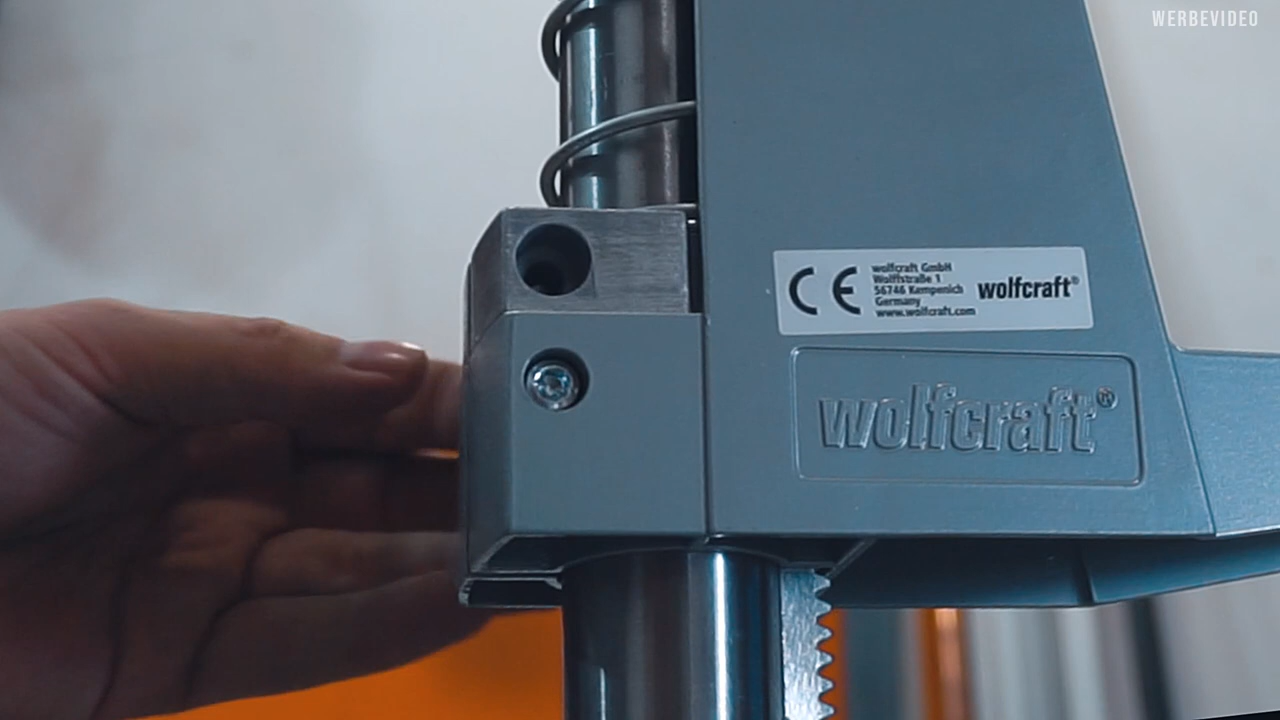 WERBEVIDEO
CE
wolfcraft GmbH
Wolffstraße 1
56746 Kempenich
Germany
www.wolfcraft.com
wolfcraft®
wolfcraft®